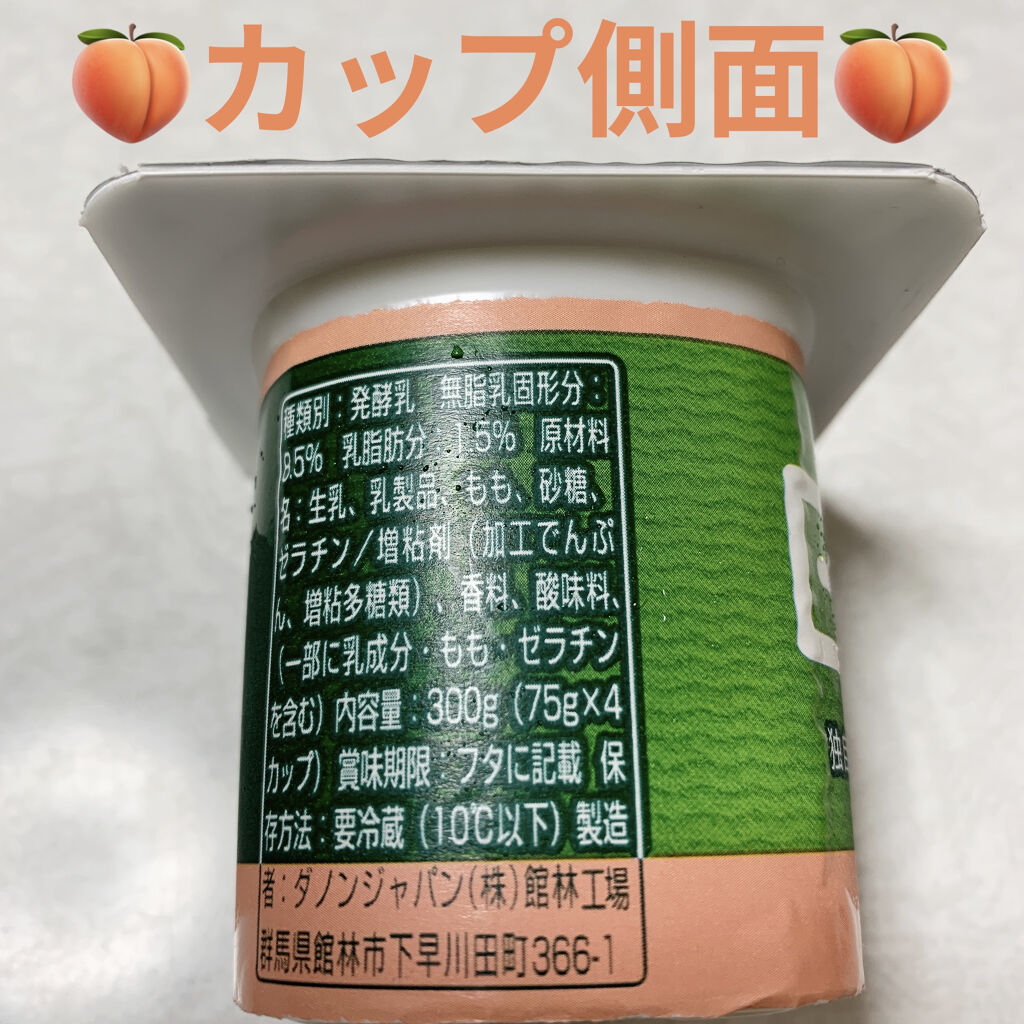 🍑カップ側面🍑
種類別：発酵乳 無脂乳固形分：
8.5% 乳脂肪分：1.5% 原材料
名：生乳、乳製品、もも、砂糖、
ゼラチン／増粘剤（加工でんぷ
ん、増粘多糖類）、香料、酸味料、
（一部に乳成分・もも・ゼラチン
を含む）内容量：300g（75g×4
カップ）賞味期限：フタに記載 保
存方法：要冷蔵（10℃以下）製造
者：ダノンジャパン（株）館林工場
群馬県館林市下早川田町366-1
独